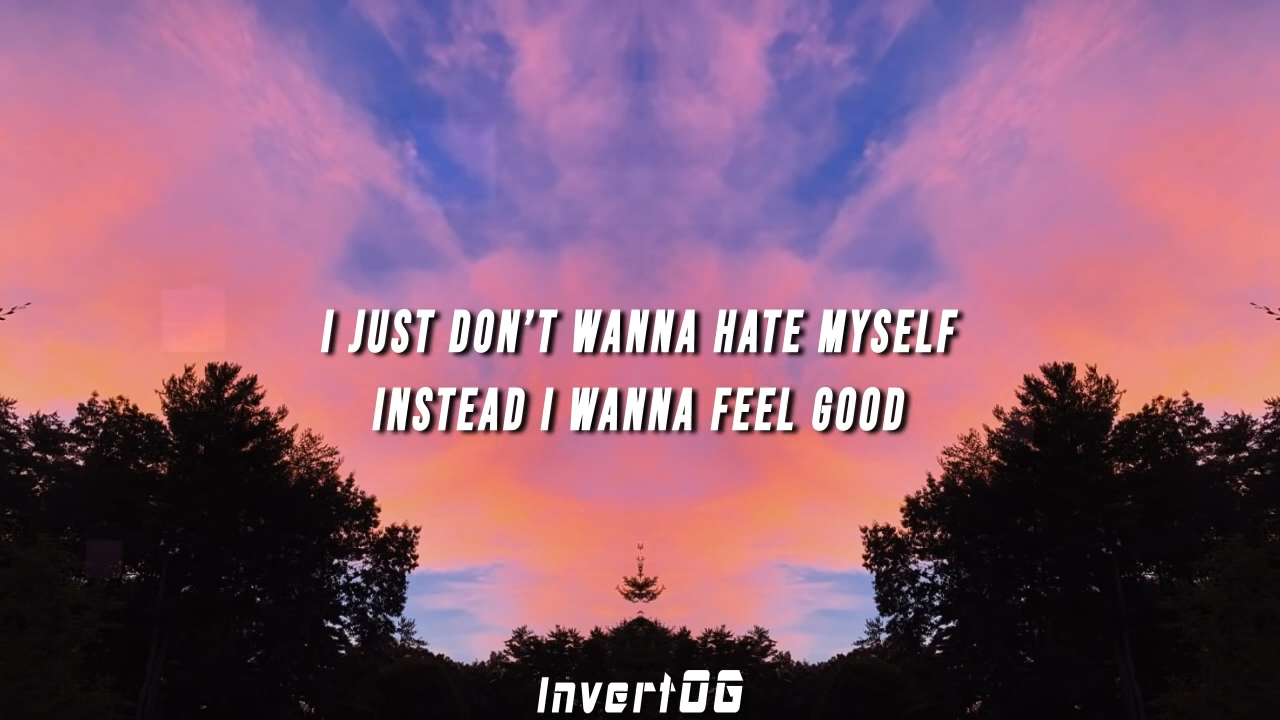 I JUST DON'T WANNA HATE MYSELF
INSTEAD I WANNA FEEL GOOD
InvertOG